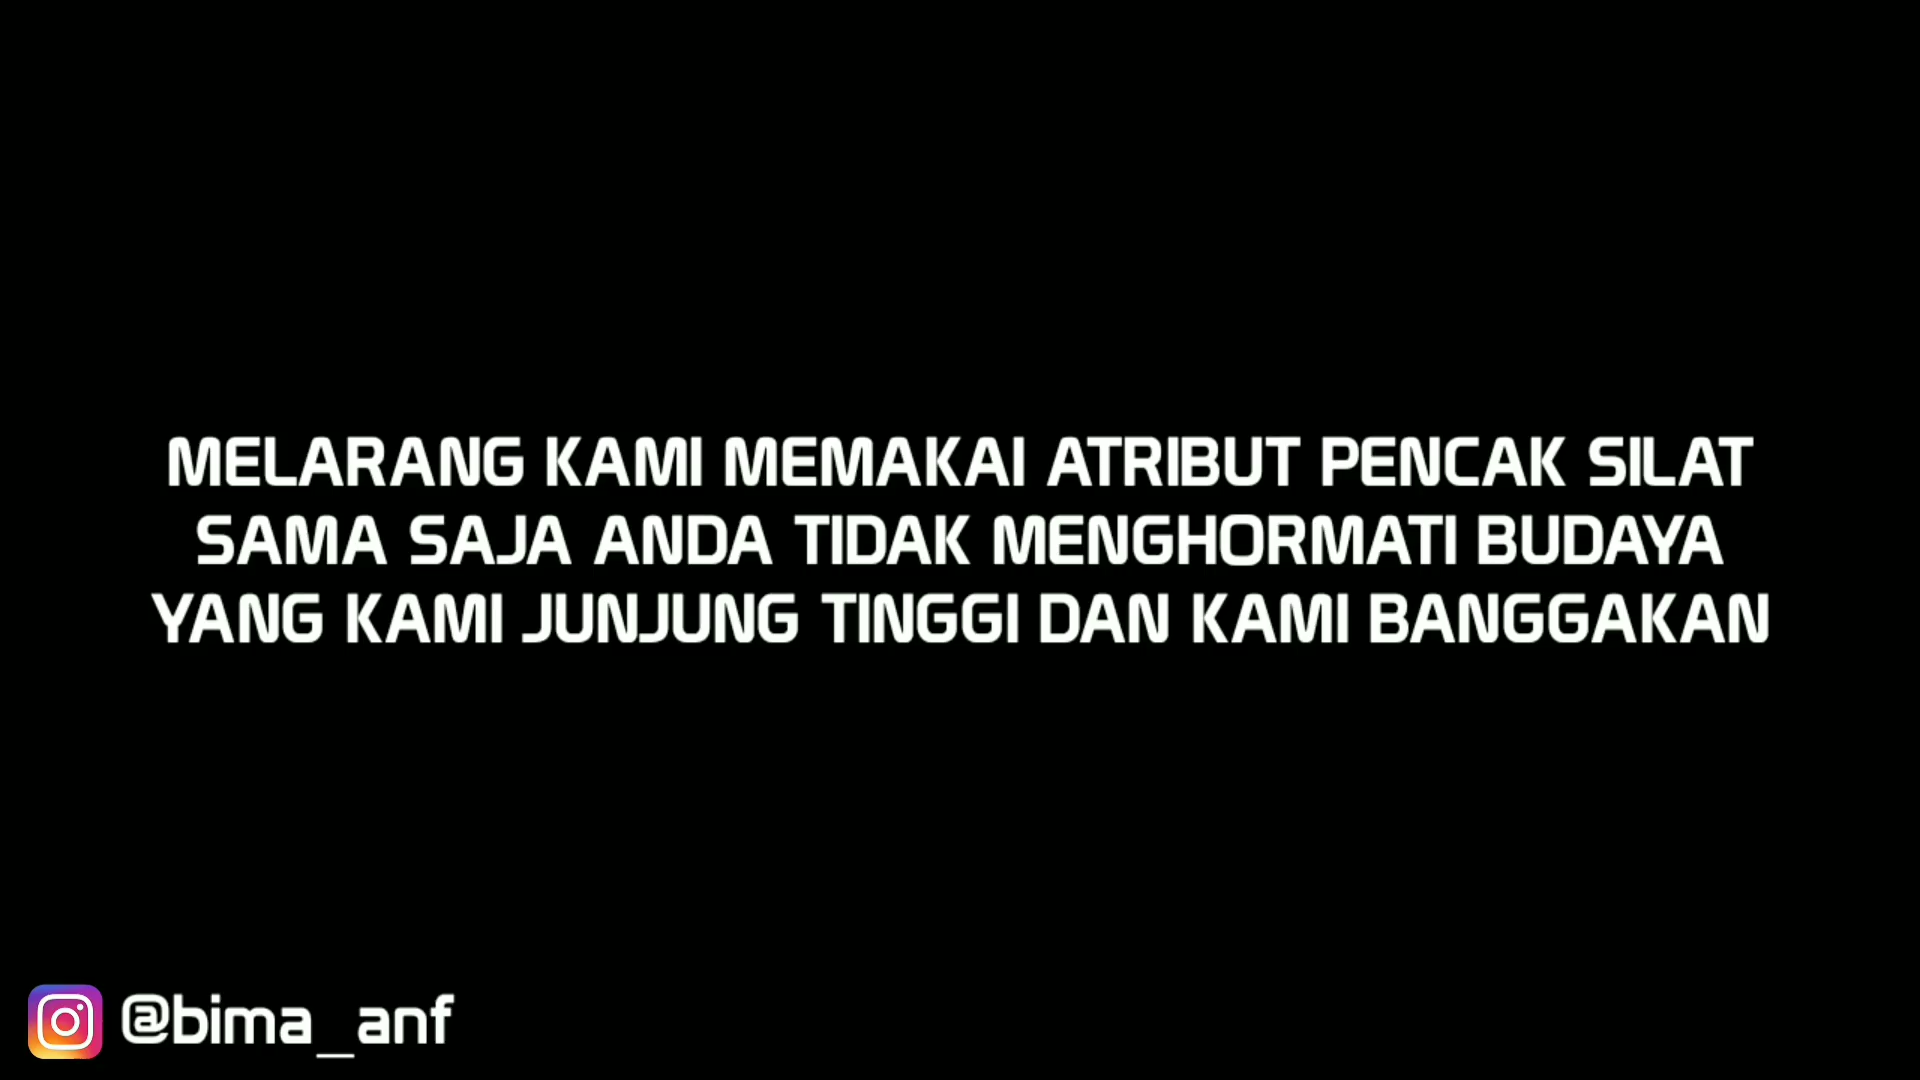 MELARANG KAMI MEMAKAI ATRIBUT PENCAK SILAT
SAMA SAJA ANDA TIDAK MENGHORMATI BUDAYA
YANG KAMI JUNJUNG TINGGI DAN KAMI BANGGAKAN
@bima_anf